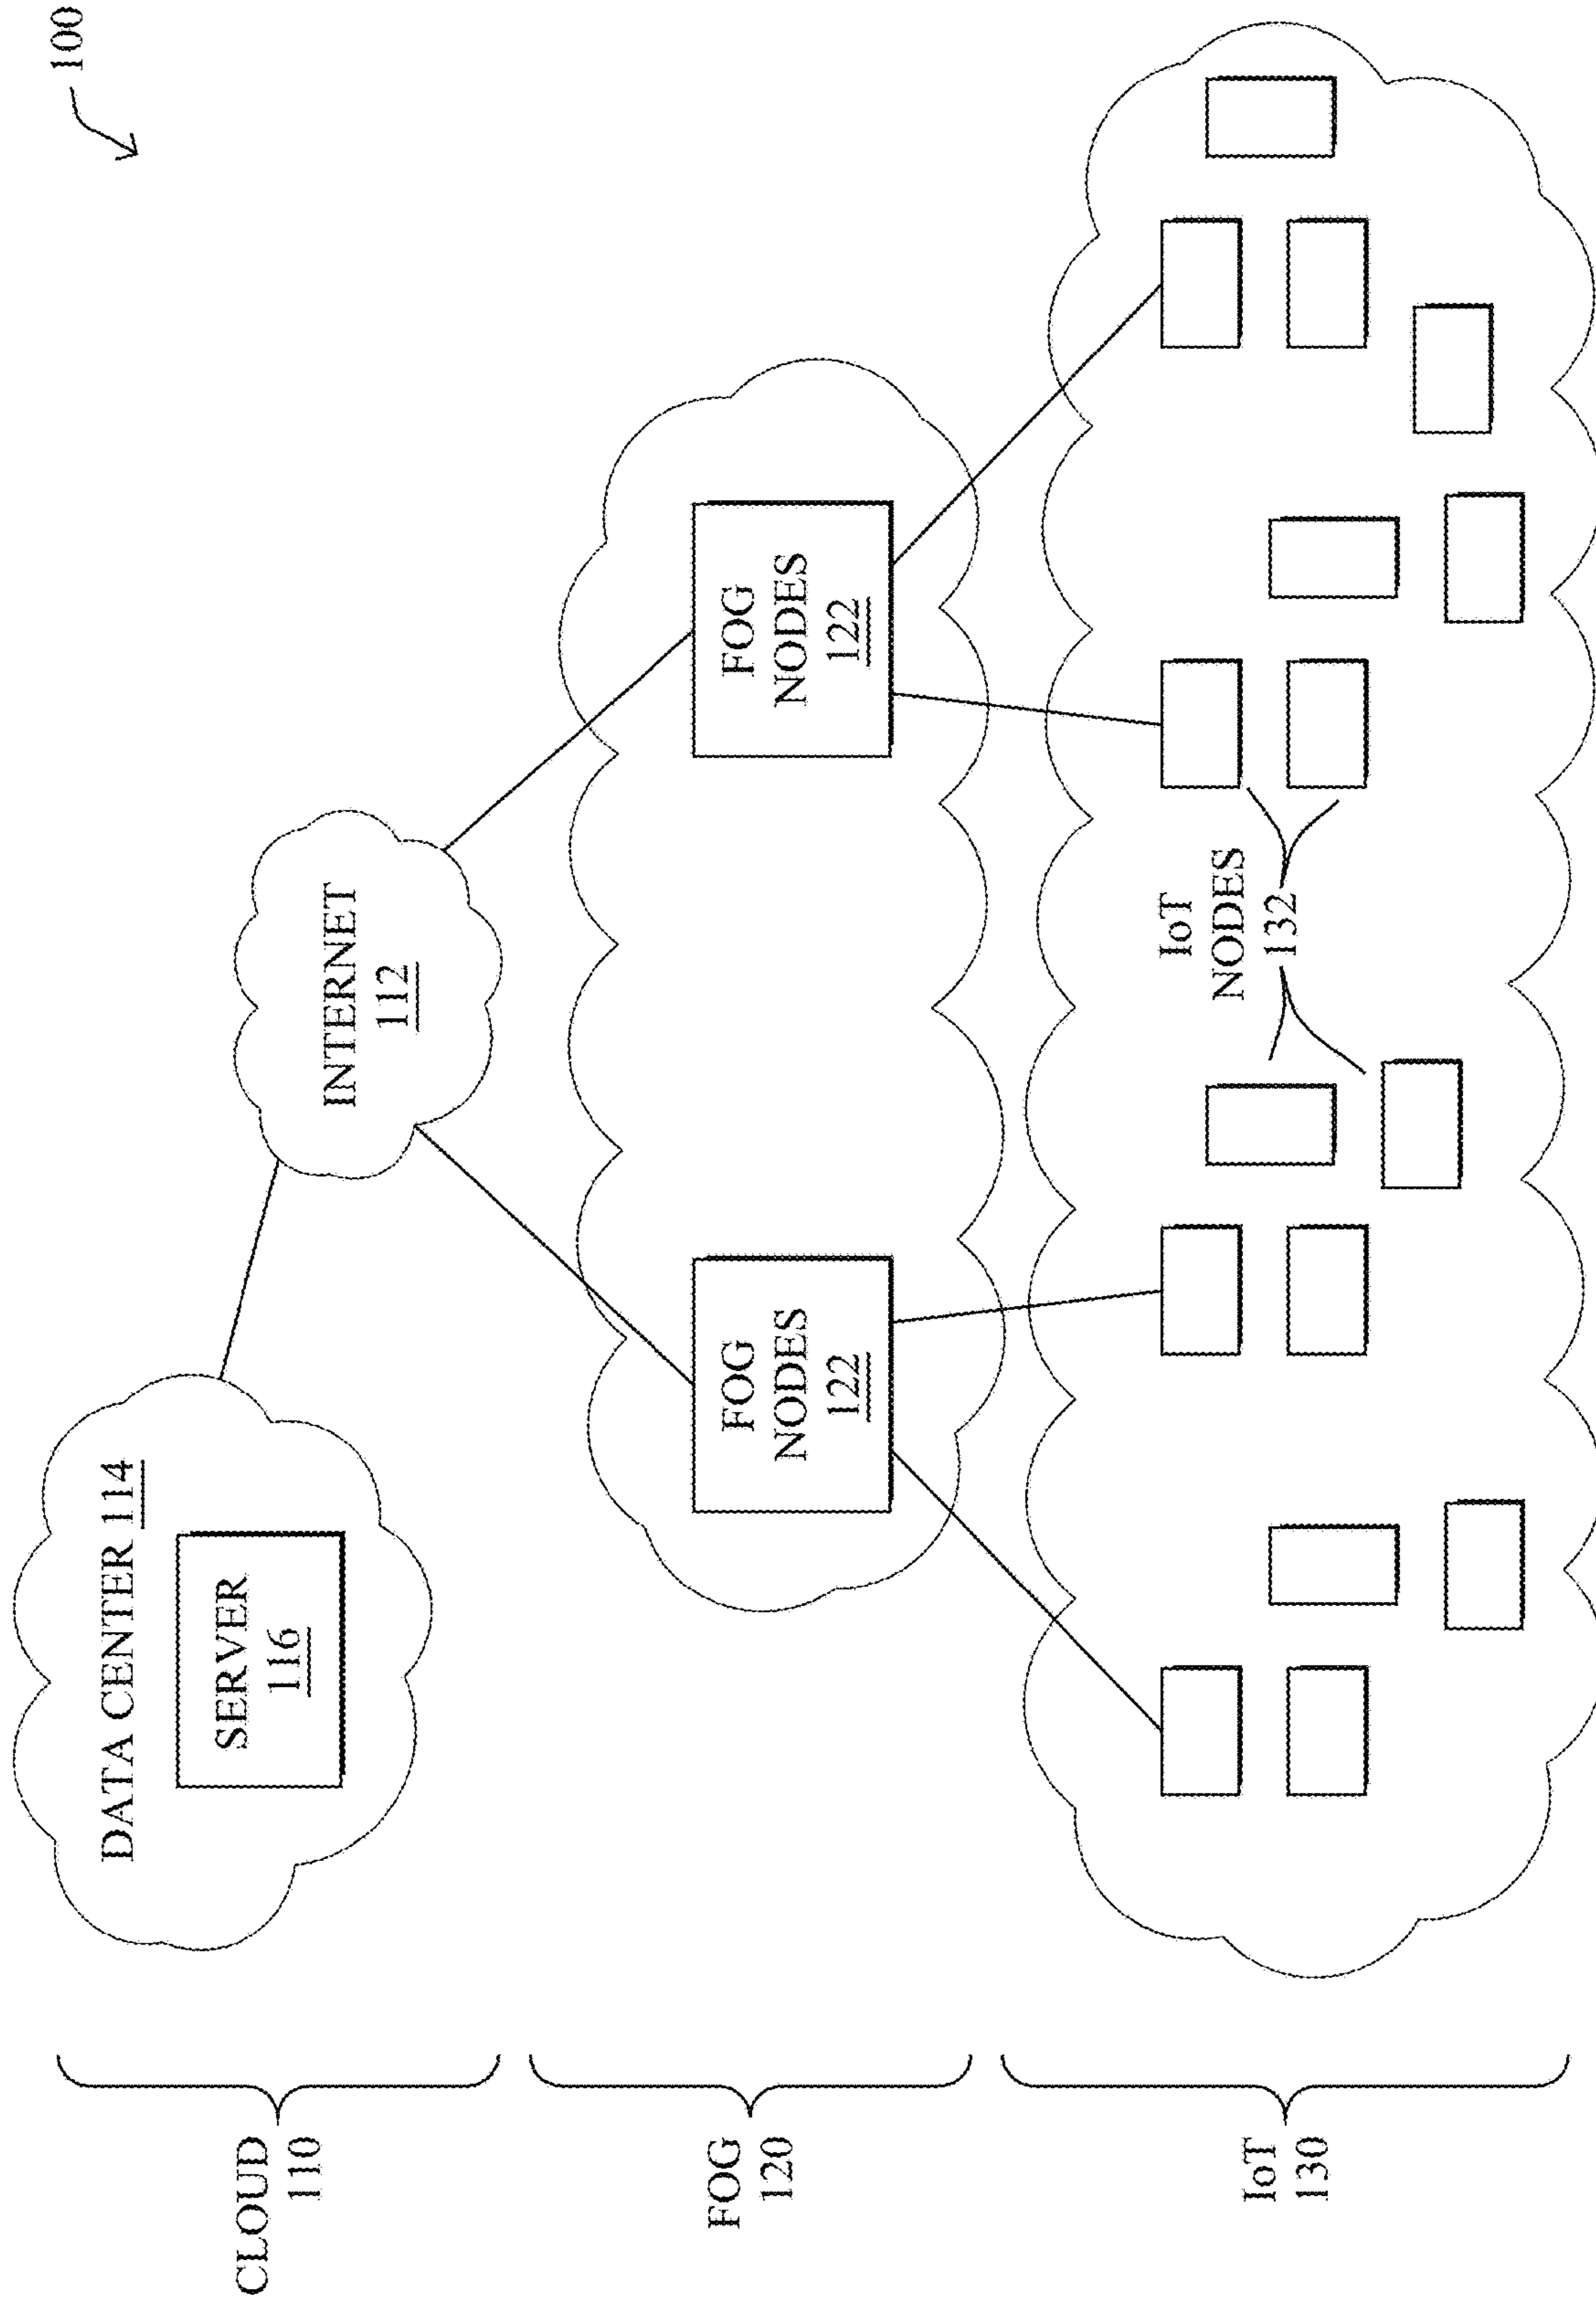 100
CLOUD
110
DATA CENTER 114
SERVER
116
INTERNET
112
FOG
120
FOG
NODES
122
FOG
NODES
122
IoT
130
IoT
NODES
132